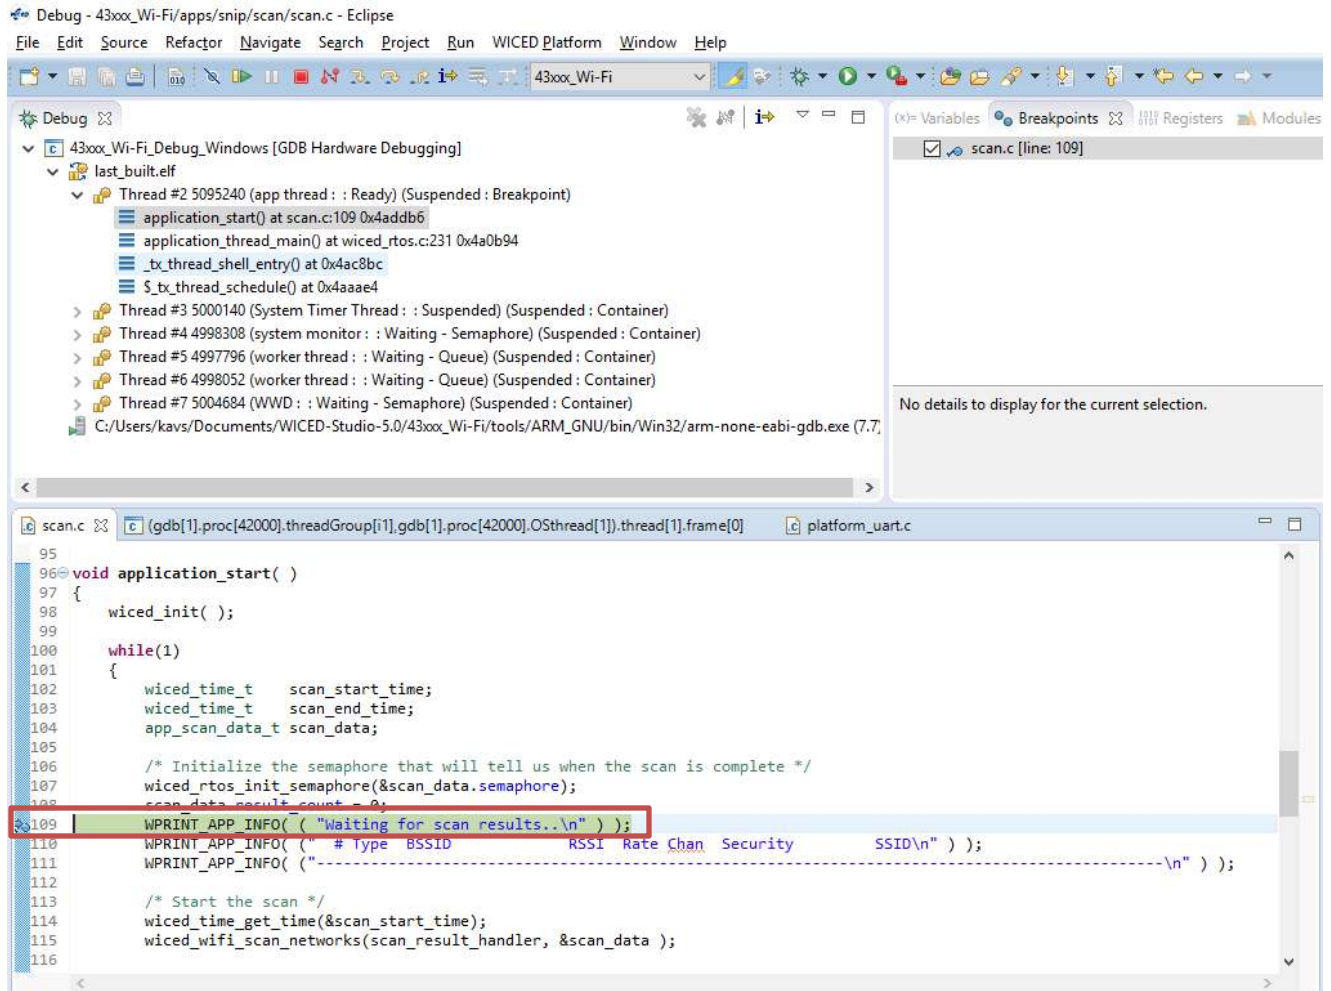 Debug - 43xxx_Wi-Fi/apps/snip/scan/scan.c - Eclipse
File Edit Source Refactor Navigate Search Project Run WICED Platform Window Help
43xxx_Wi-Fi
Debug
(x)= Variables Breakpoints Registers Modules
43xxx_Wi-Fi_Debug_Windows [GDB Hardware Debugging]
scan.c [line: 109]
last_built.elf
Thread #2 5095240 (app thread : : Ready) (Suspended : Breakpoint)
application_start() at scan.c:109 0x4addb6
application_thread_main() at wiced_rtos.c:231 0x4a0b94
_tx_thread_shell_entry() at 0x4ac8bc
$_tx_thread_schedule() at 0x4aaae4
Thread #3 5000140 (System Timer Thread : : Suspended) (Suspended : Container)
Thread #4 4998308 (system monitor : : Waiting - Semaphore) (Suspended : Container)
Thread #5 4997796 (worker thread : : Waiting - Queue) (Suspended : Container)
Thread #6 4998052 (worker thread : : Waiting - Queue) (Suspended : Container)
Thread #7 5004684 (WWD : : Waiting - Semaphore) (Suspended : Container)
C:/Users/kavs/Documents/WICED-Studio-5.0/43xxx_Wi-Fi/tools/ARM_GNU/bin/Win32/arm-none-eabi-gdb.exe (7.7
No details to display for the current selection.
scan.c (gdb[1].proc[42000].threadGroup[i1],gdb[1].proc[42000].OSthread[1]).thread[1].frame[0] platform_uart.c
95
96 void application_start( )
97 {
98 wiced_init( );
99
100 while(1)
101 {
102 wiced_time_t scan_start_time;
103 wiced_time_t scan_end_time;
104 app_scan_data_t scan_data;
105
106 /* Initialize the semaphore that will tell us when the scan is complete */
107 wiced_rtos_init_semaphore(&scan_data.semaphore);
108 scan_data.result_count = 0;
109 WPRINT_APP_INFO( ( "Waiting for scan results..\n" ) );
110 WPRINT_APP_INFO( (" # Type BSSID RSSI Rate Chan Security SSID\n" ) );
111 WPRINT_APP_INFO( ("----------------------------------------------------------------------------------------------\n" ) );
112
113 /* Start the scan */
114 wiced_time_get_time(&scan_start_time);
115 wiced_wifi_scan_networks(scan_result_handler, &scan_data );
116